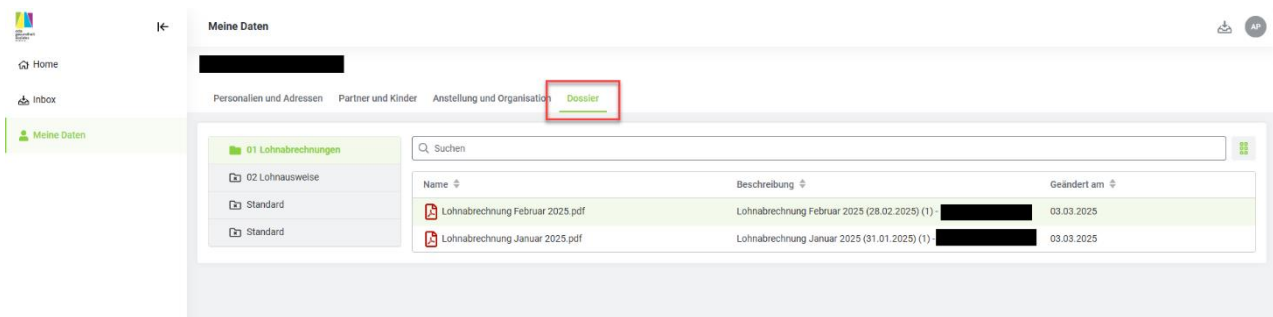 Meine Daten
AP
Home
Inbox
Meine Daten
Personalien und Adressen Partner und Kinder Anstellung und Organisation Dossier
01 Lohnabrechnungen
02 Lohnausweise
Standard
Standard
Suchen
Name Beschreibung Geändert am
Lohnabrechnung Februar 2025.pdf Lohnabrechnung Februar 2025 (28.02.2025) (1) - 03.03.2025
Lohnabrechnung Januar 2025.pdf Lohnabrechnung Januar 2025 (31.01.2025) (1) - 03.03.2025